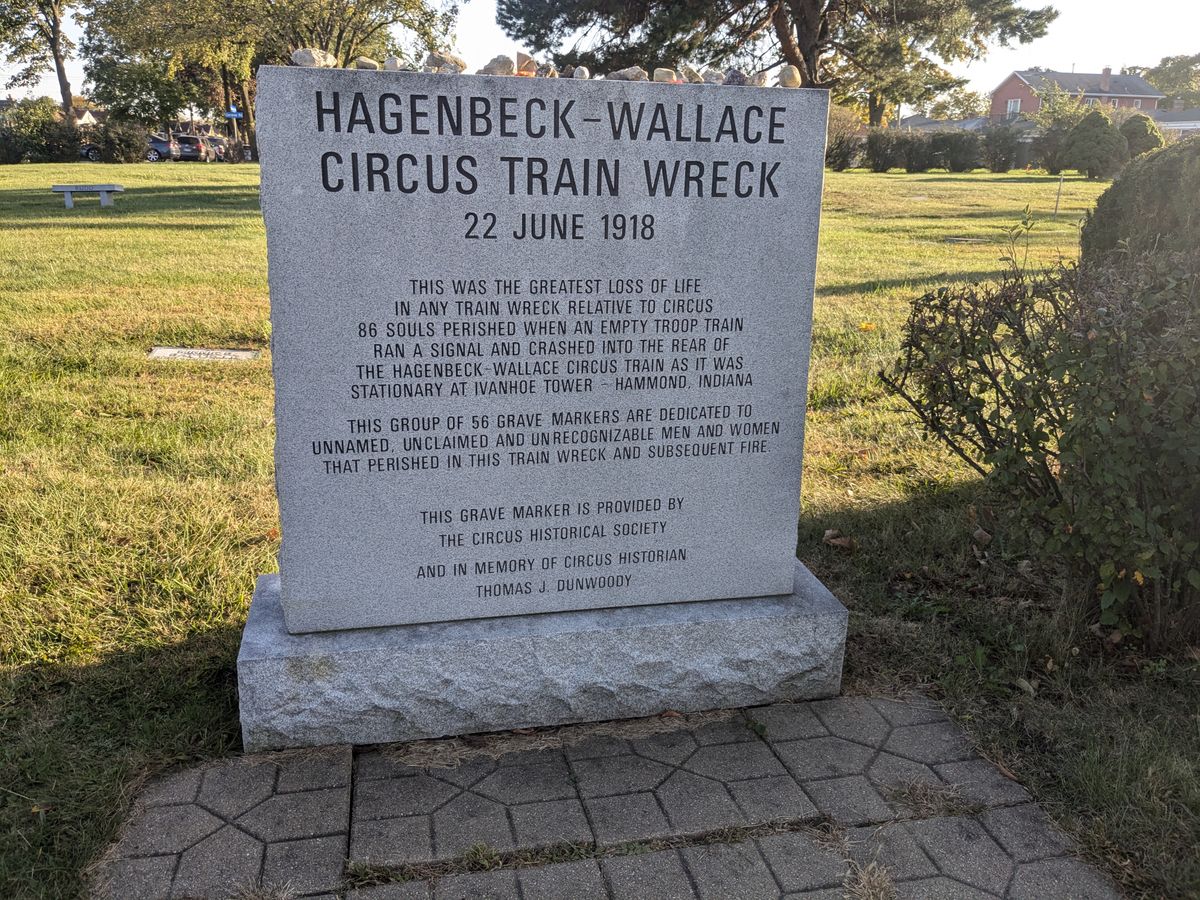 HAGENBECK-WALLACE
CIRCUS TRAIN WRECK
22 JUNE 1918
THIS WAS THE GREATEST LOSS OF LIFE
IN ANY TRAIN WRECK RELATIVE TO CIRCUS
86 SOULS PERISHED WHEN AN EMPTY TROOP TRAIN
RAN A SIGNAL AND CRASHED INTO THE REAR OF
THE HAGENBECK-WALLACE CIRCUS TRAIN AS IT WAS
STATIONARY AT IVANHOE TOWER - HAMMOND, INDIANA
THIS GROUP OF 56 GRAVE MARKERS ARE DEDICATED TO
UNNAMED, UNCLAIMED AND UNRECOGNIZABLE MEN AND WOMEN
THAT PERISHED IN THIS TRAIN WRECK AND SUBSEQUENT FIRE.
THIS GRAVE MARKER IS PROVIDED BY
THE CIRCUS HISTORICAL SOCIETY
AND IN MEMORY OF CIRCUS HISTORIAN
THOMAS J. DUNWOODY